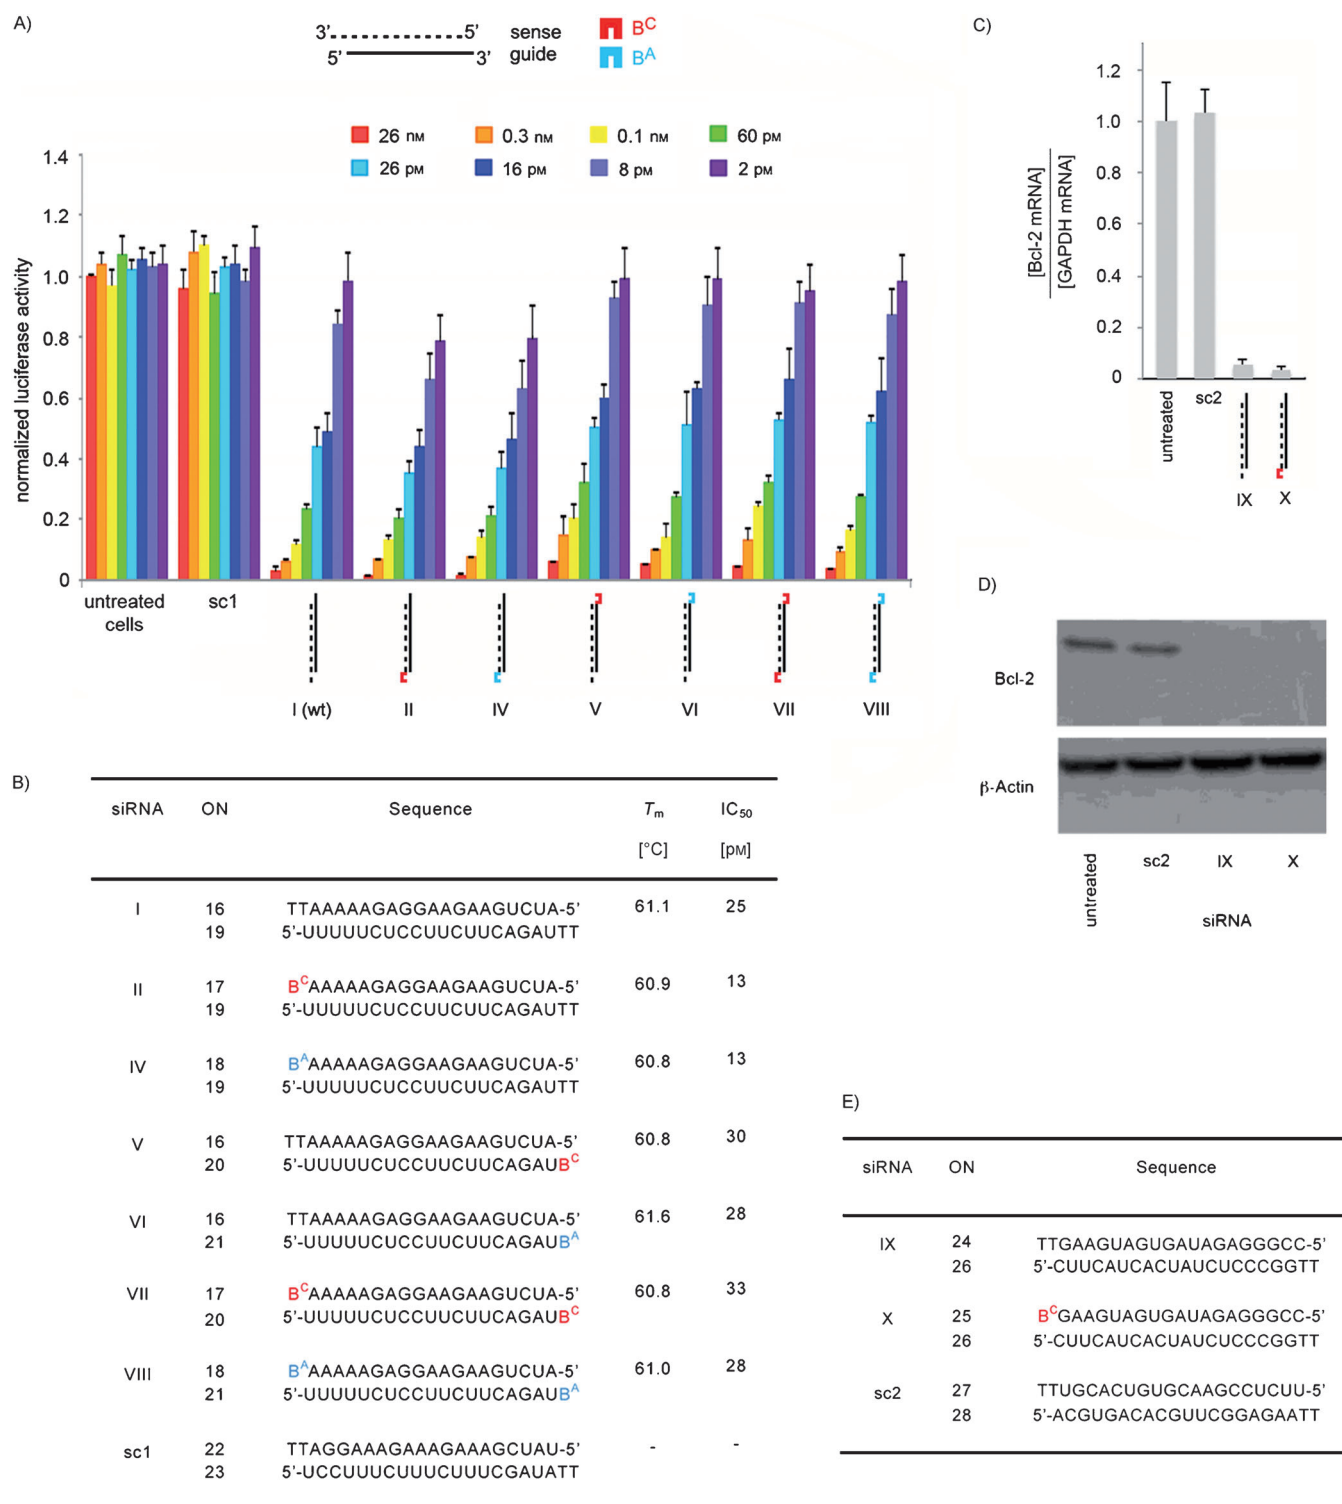 A)
3' 5' sense
5' 3' guide
B^C
B^A
26 nM 0.3 nM 0.1 nM 60 pM
26 pM 16 pM 8 pM 2 pM
normalized luciferase activity
1.4
1.2
1.0
0.8
0.6
0.4
0.2
0
untreated cells
sc1
I (wt) II IV V VI VII VIII
C)
[Bcl-2 mRNA]
[GAPDH mRNA]
1.2
1.0
0.8
0.6
0.4
0.2
0
untreated sc2 IX X
D)
Bcl-2
β-Actin
untreated sc2 IX X
siRNA
B)
siRNA ON Sequence Tm IC50
[°C] [pM]
I 16 TTAAAAAGAGGAAGAAGUCUA-5' 61.1 25
19 5'-UUUUUCUCCUUCUUCAGAUTT
II 17 B^CAAAAAGAGGAAGAAGUCUA-5' 60.9 13
19 5'-UUUUUCUCCUUCUUCAGAUTT
IV 18 B^AAAAAAGAGGAAGAAGUCUA-5' 60.8 13
19 5'-UUUUUCUCCUUCUUCAGAUTT
V 16 TTAAAAAGAGGAAGAAGUCUA-5' 60.8 30
20 5'-UUUUUCUCCUUCUUCAGAUB^C
VI 16 TTAAAAAGAGGAAGAAGUCUA-5' 61.6 28
21 5'-UUUUUCUCCUUCUUCAGAUB^A
VII 17 B^CAAAAAGAGGAAGAAGUCUA-5' 60.8 33
20 5'-UUUUUCUCCUUCUUCAGAUB^C
VIII 18 B^AAAAAAGAGGAAGAAGUCUA-5' 61.0 28
21 5'-UUUUUCUCCUUCUUCAGAUB^A
sc1 22 TTAGGAAAGAAAGAAAGCUAU-5' - -
23 5'-UCCUUUCUUUCUUUCGAUATT
E)
siRNA ON Sequence
IX 24 TTGAAGUAGUGAUAGAGGGCC-5'
26 5'-CUUCAUCACUAUCUCCCGGTT
X 25 B^CGAAGUAGUGAUAGAGGGCC-5'
26 5'-CUUCAUCACUAUCUCCCGGTT
sc2 27 TTUGCACUGUGCAAGCCUCUU-5'
28 5'-ACGUGACACGUUCGGAGAATT